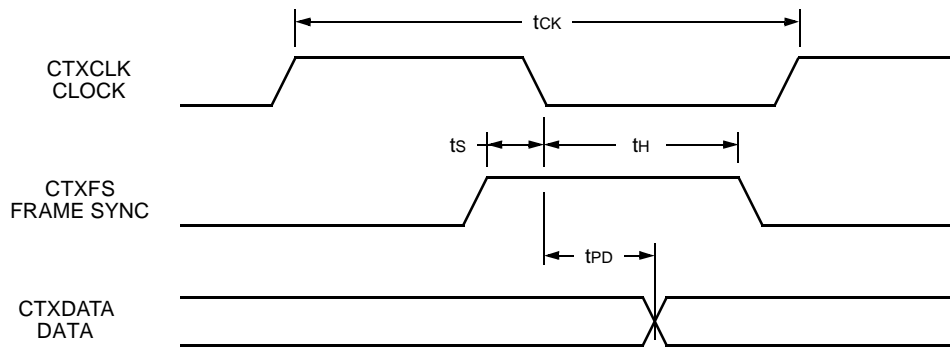 tCK
CTXCLK
CLOCK
tS
tH
CTXFS
FRAME SYNC
tPD
CTXDATA
DATA